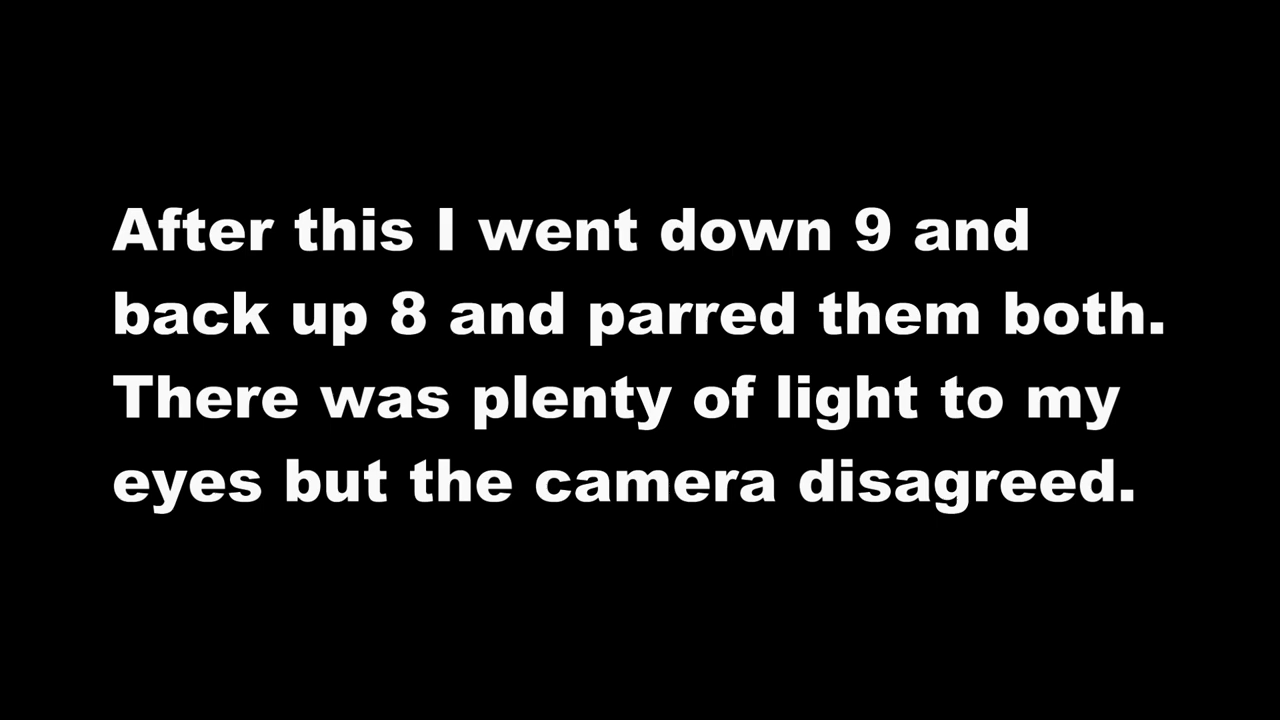 After this I went down 9 and
back up 8 and parred them both.
There was plenty of light to my
eyes but the camera disagreed.